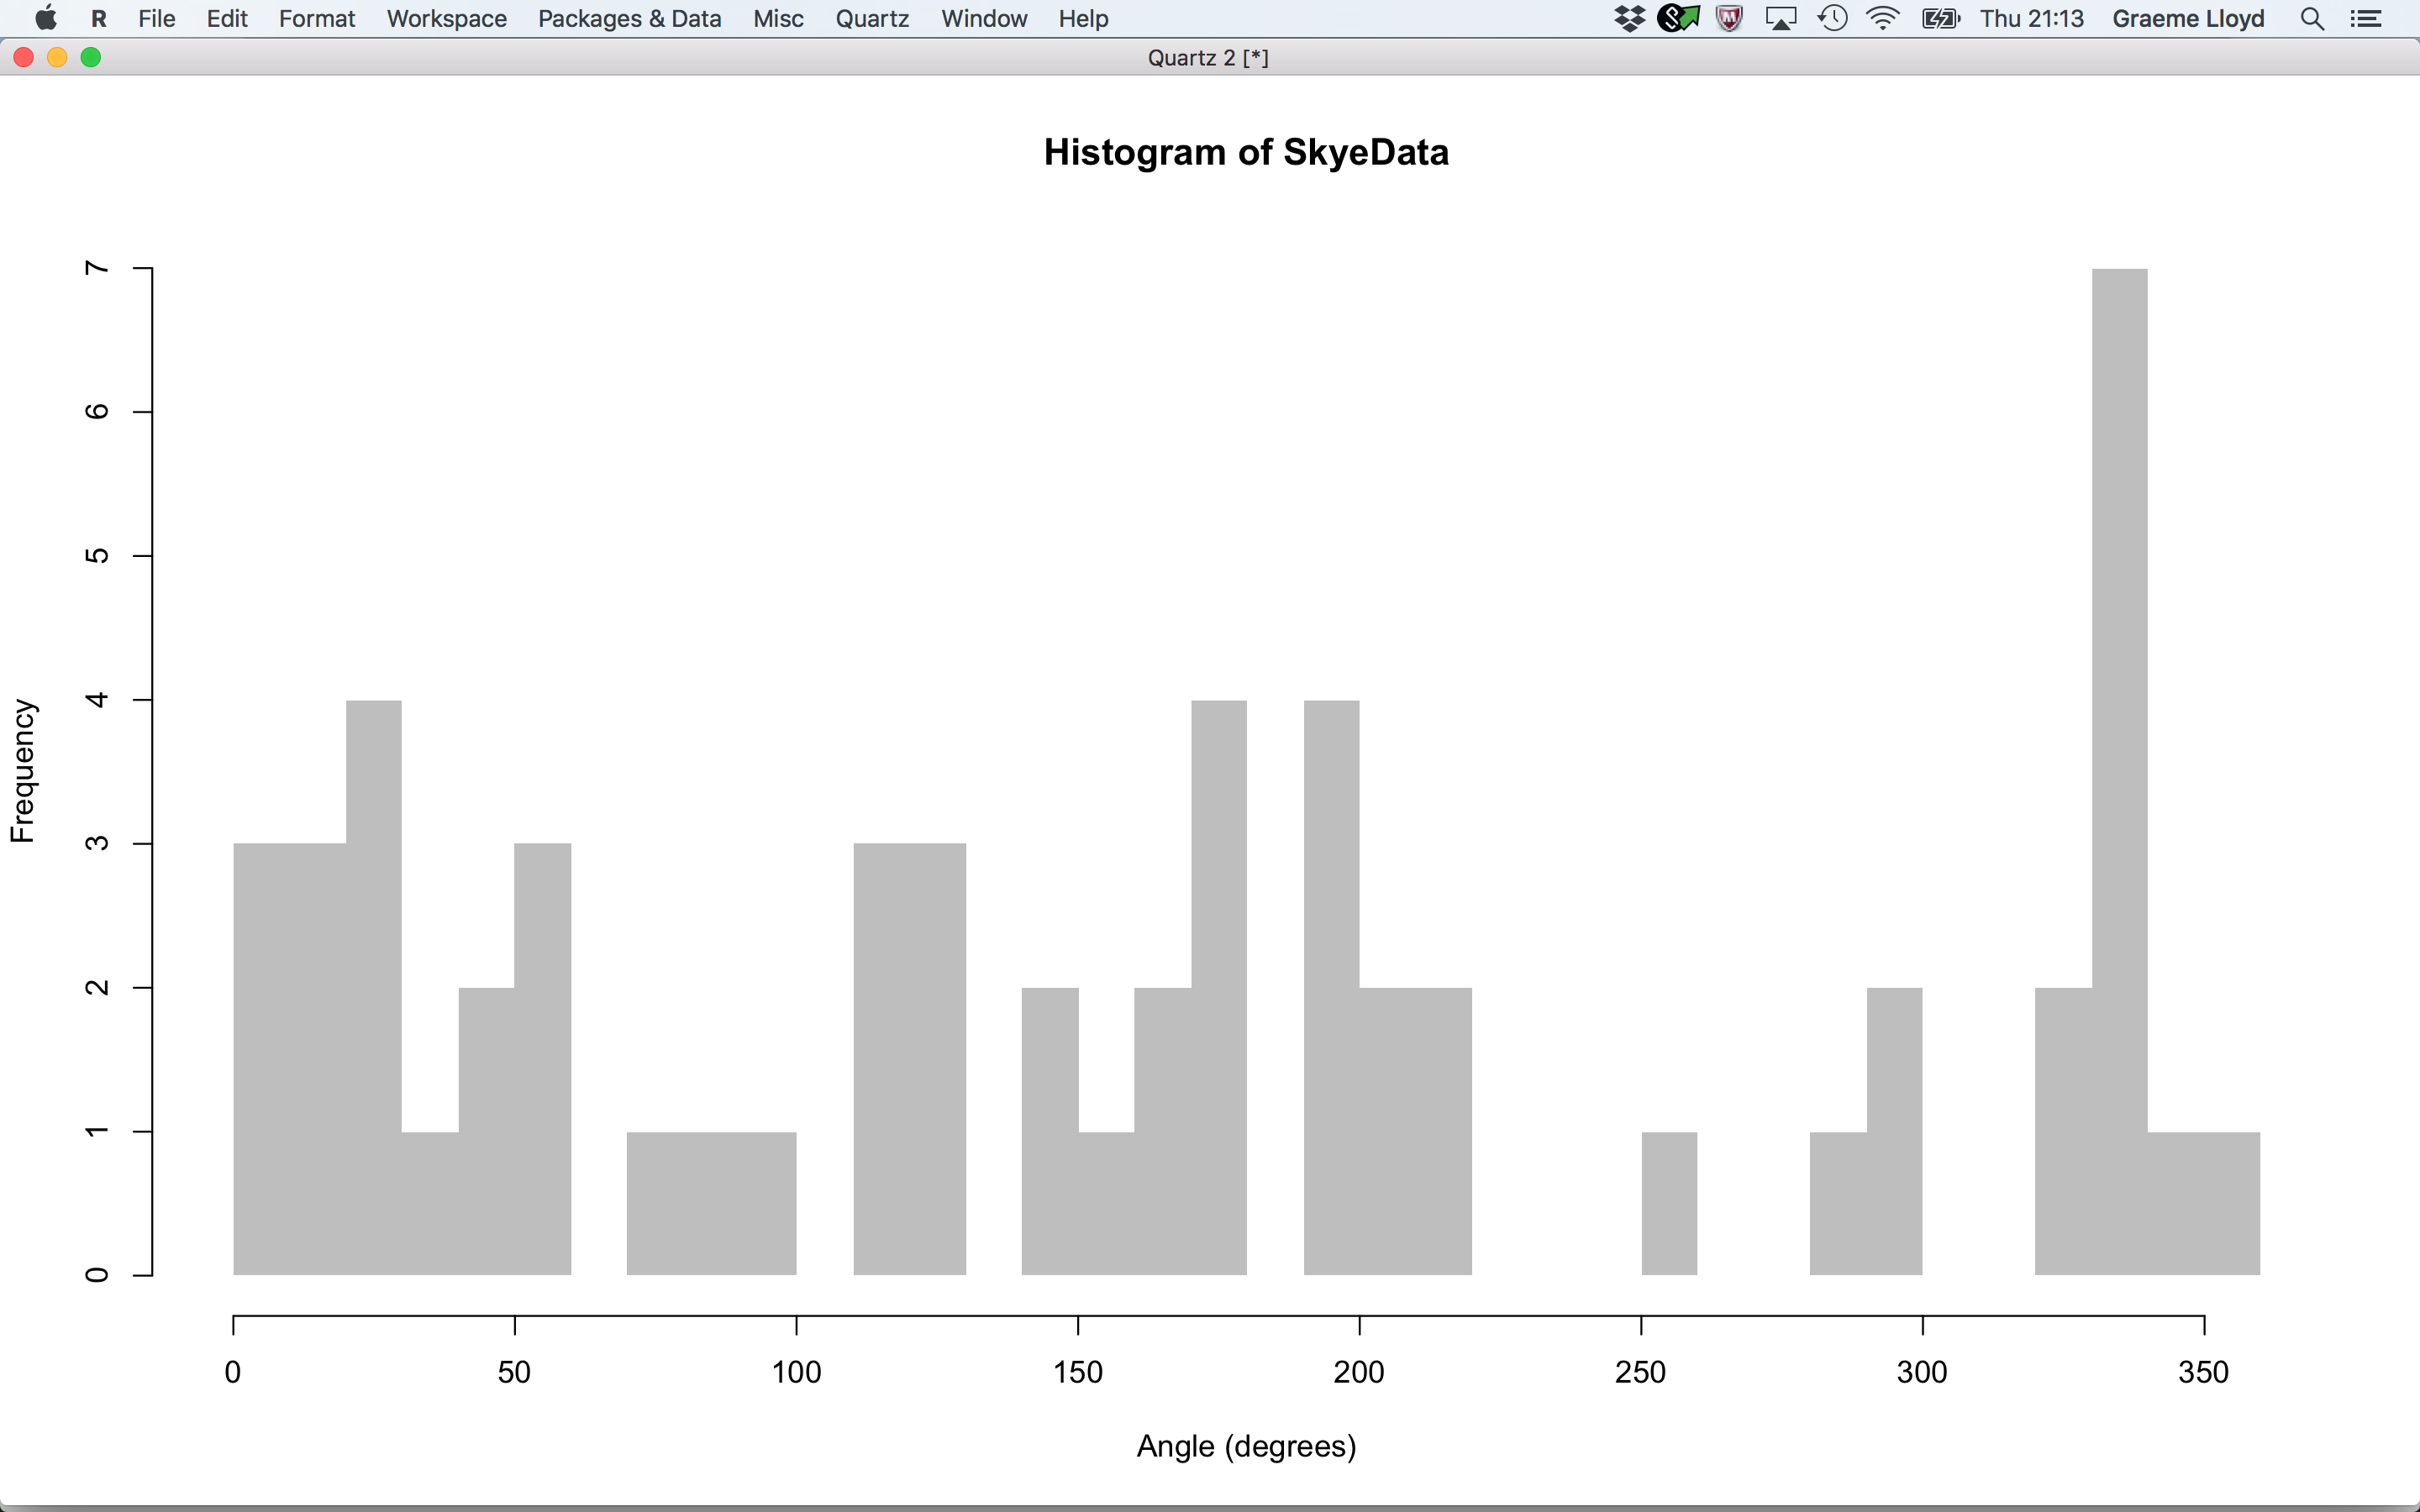 R File Edit Format Workspace Packages & Data Misc Quartz Window Help Thu 21:13 Graeme Lloyd
Quartz 2 [*]
Histogram of SkyeData
7
6
5
4
3
2
1
0
Frequency
0 50 100 150 200 250 300 350
Angle (degrees)